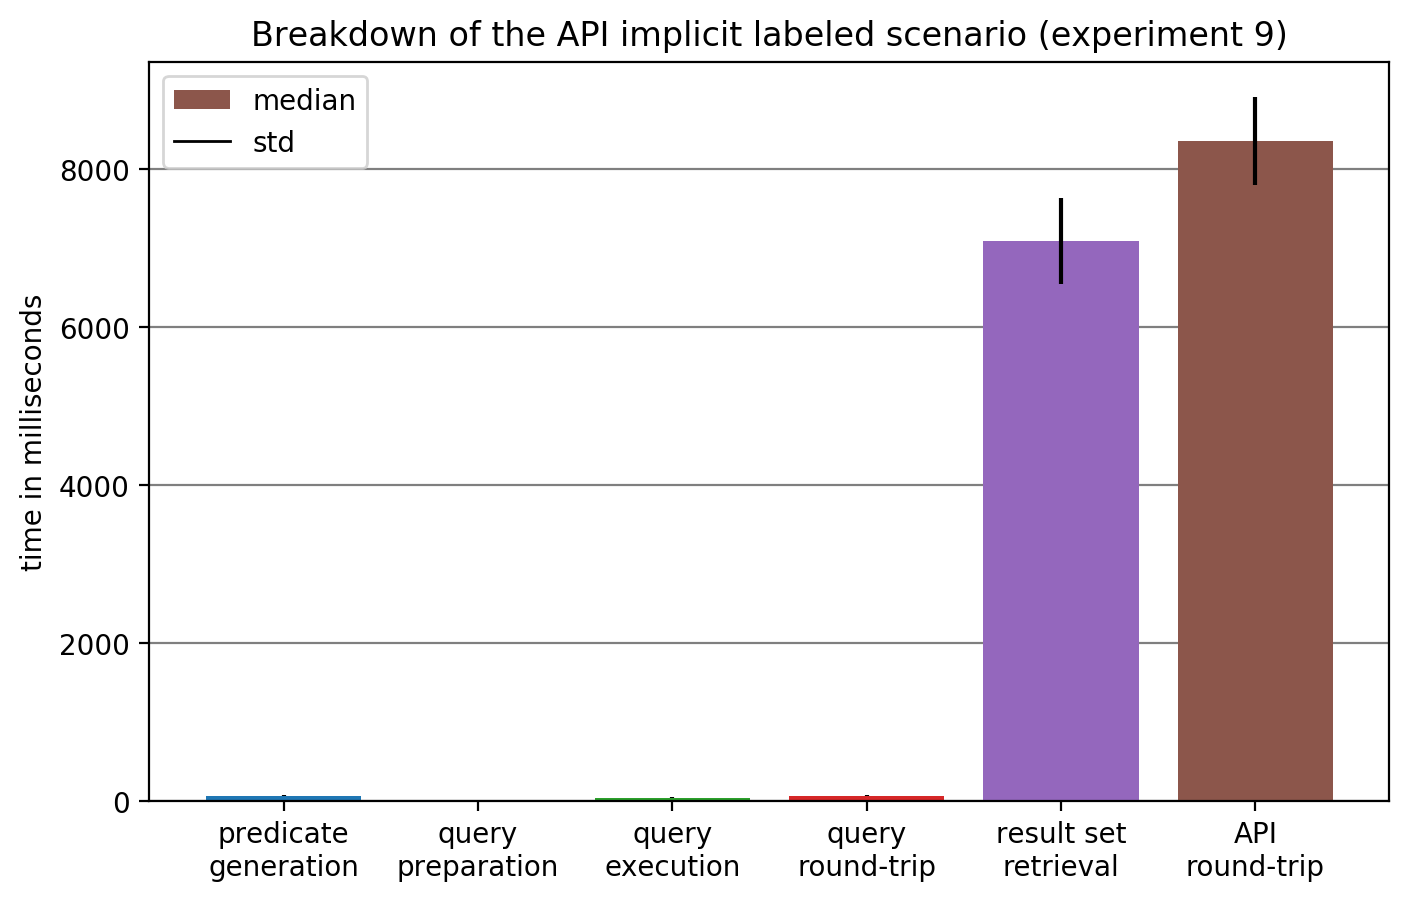 Breakdown of the API implicit labeled scenario (experiment 9)
median
std
time in milliseconds
8000
6000
4000
2000
0
predicate
generation
query
preparation
query
execution
query
round-trip
result set
retrieval
API
round-trip